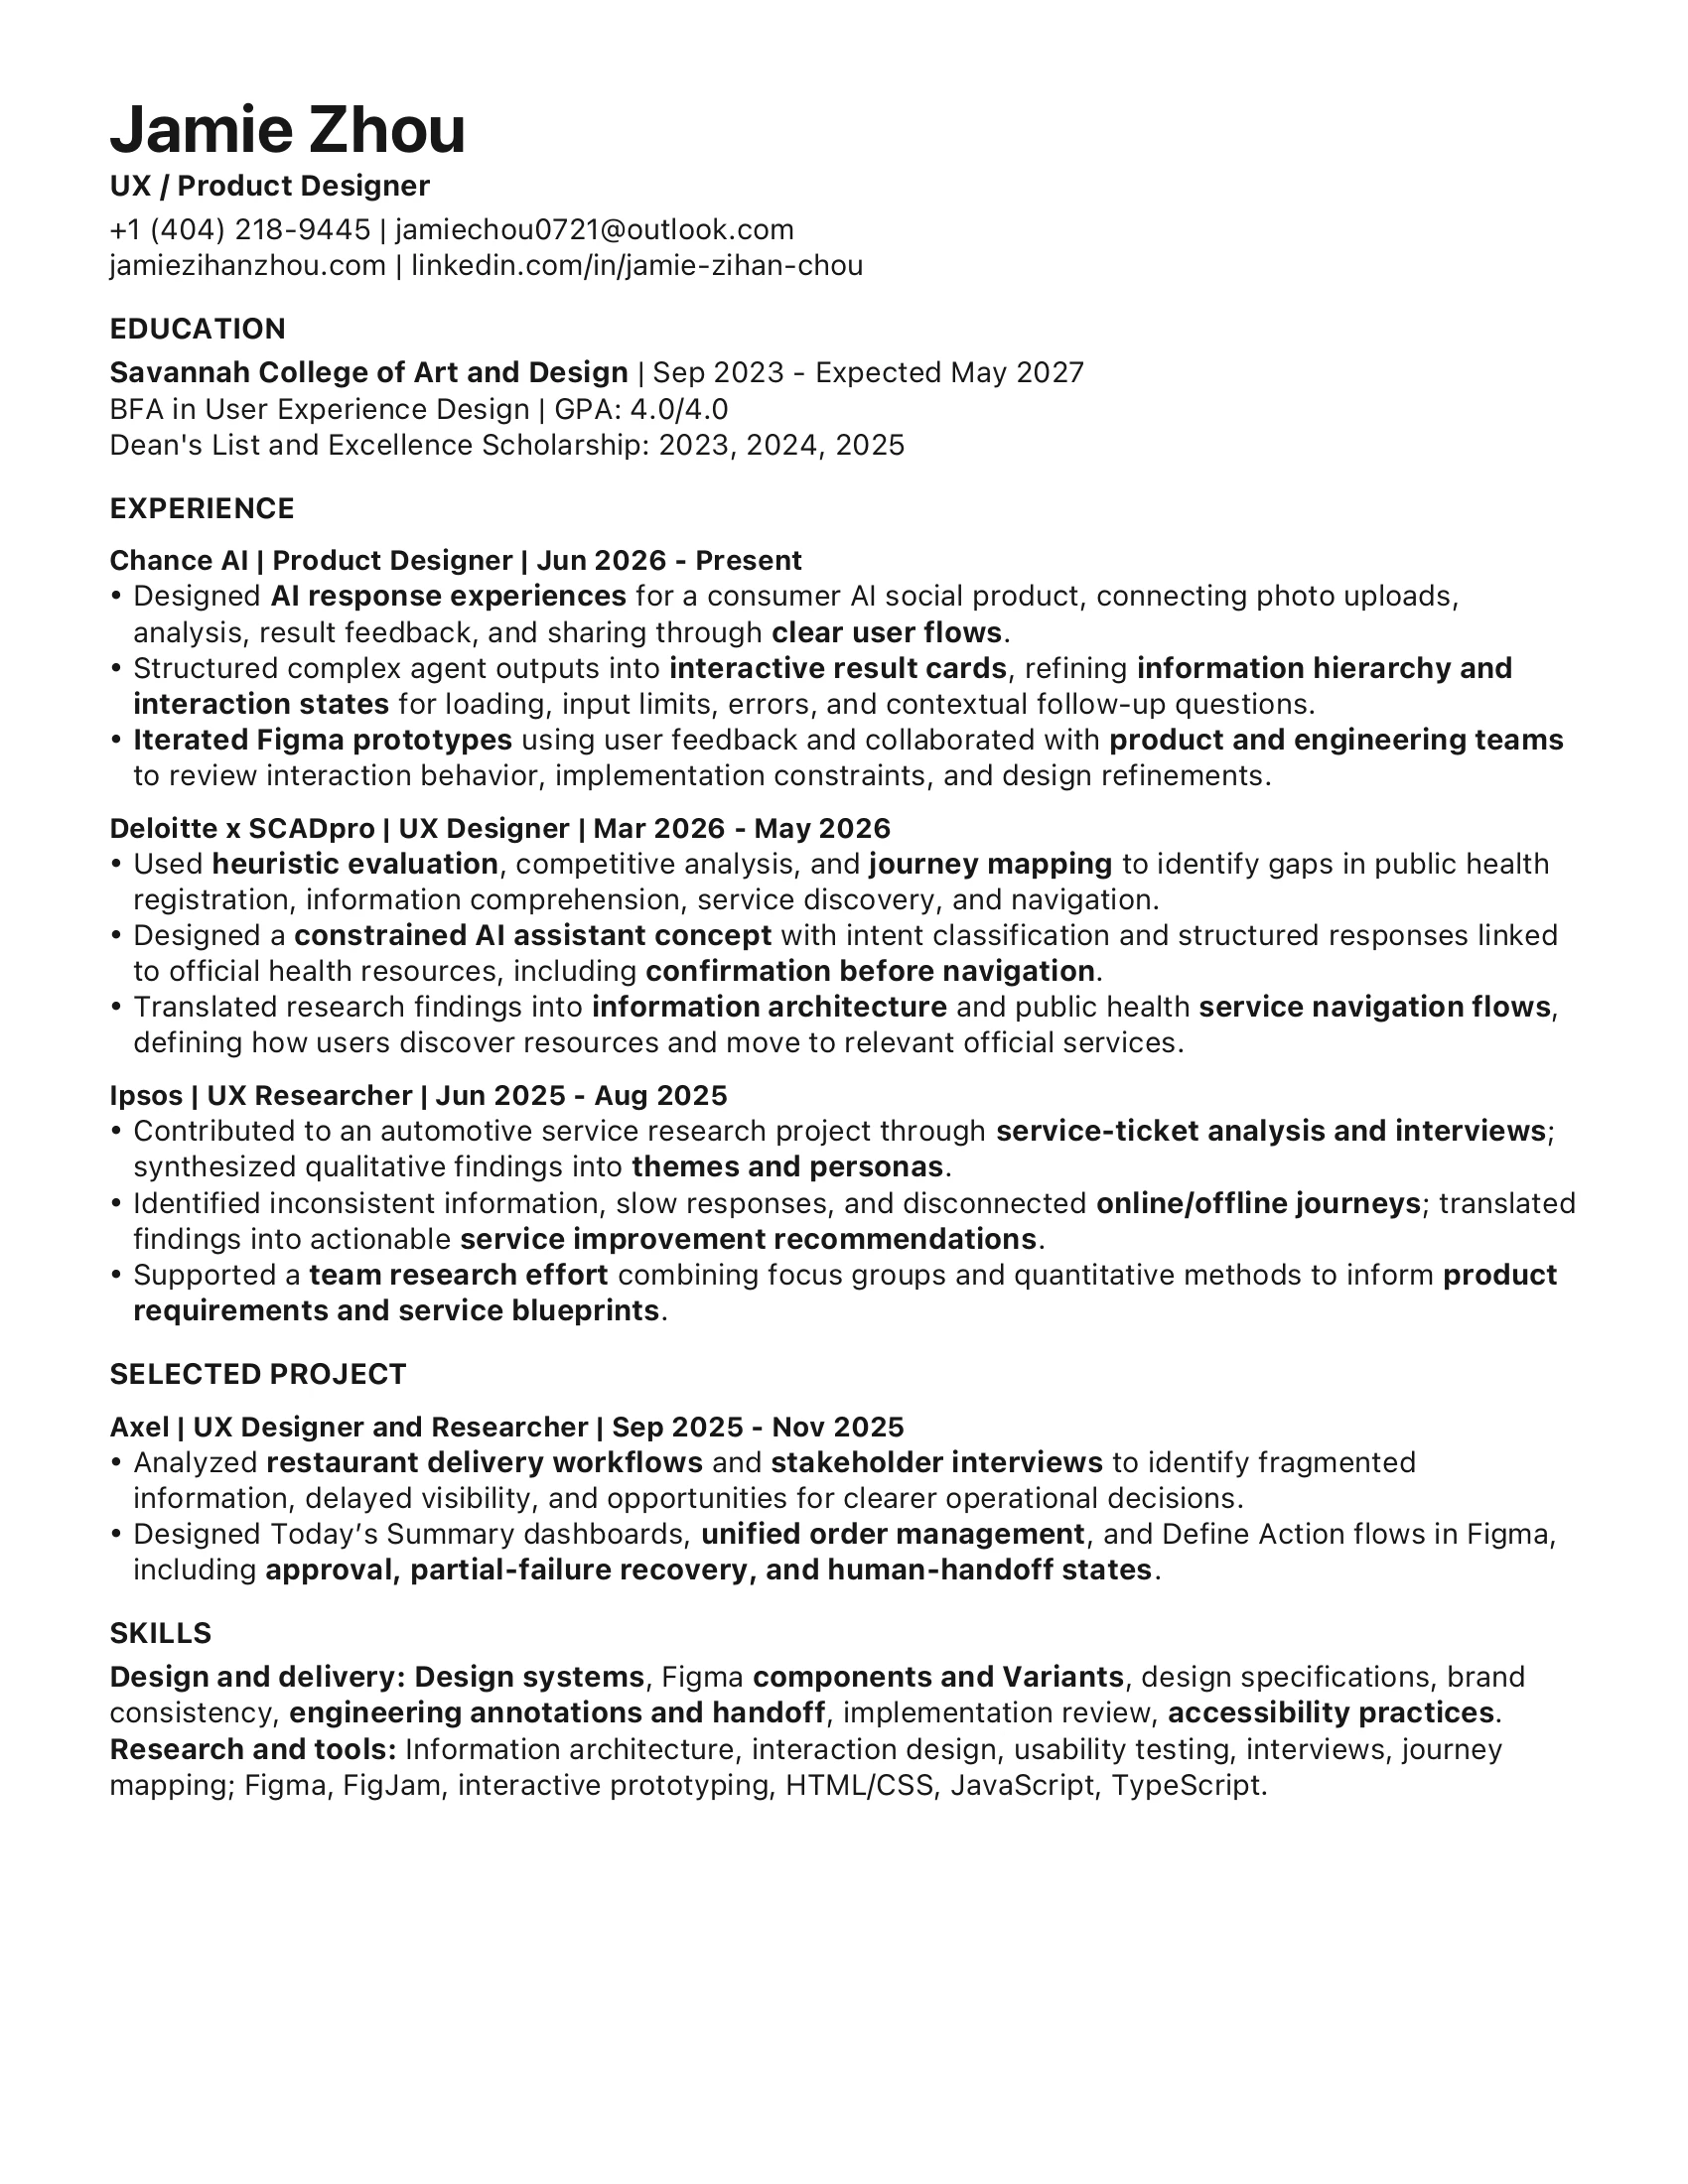 Jamie Zhou
UX / Product Designer
+1 (404) 218-9445 | jamiechou0721@outlook.com
jamiezihanzhou.com | linkedin.com/in/jamie-zihan-chou
EDUCATION
Savannah College of Art and Design | Sep 2023 - Expected May 2027
BFA in User Experience Design | GPA: 4.0/4.0
Dean's List and Excellence Scholarship: 2023, 2024, 2025
EXPERIENCE
Chance AI | Product Designer | Jun 2026 - Present
• Designed AI response experiences for a consumer AI social product, connecting photo uploads,
analysis, result feedback, and sharing through clear user flows.
• Structured complex agent outputs into interactive result cards, refining information hierarchy and
interaction states for loading, input limits, errors, and contextual follow-up questions.
• Iterated Figma prototypes using user feedback and collaborated with product and engineering teams
to review interaction behavior, implementation constraints, and design refinements.
Deloitte x SCADpro | UX Designer | Mar 2026 - May 2026
• Used heuristic evaluation, competitive analysis, and journey mapping to identify gaps in public health
registration, information comprehension, service discovery, and navigation.
• Designed a constrained AI assistant concept with intent classification and structured responses linked
to official health resources, including confirmation before navigation.
• Translated research findings into information architecture and public health service navigation flows,
defining how users discover resources and move to relevant official services.
Ipsos | UX Researcher | Jun 2025 - Aug 2025
• Contributed to an automotive service research project through service-ticket analysis and interviews;
synthesized qualitative findings into themes and personas.
• Identified inconsistent information, slow responses, and disconnected online/offline journeys; translated
findings into actionable service improvement recommendations.
• Supported a team research effort combining focus groups and quantitative methods to inform product
requirements and service blueprints.
SELECTED PROJECT
Axel | UX Designer and Researcher | Sep 2025 - Nov 2025
• Analyzed restaurant delivery workflows and stakeholder interviews to identify fragmented
information, delayed visibility, and opportunities for clearer operational decisions.
• Designed Today’s Summary dashboards, unified order management, and Define Action flows in Figma,
including approval, partial-failure recovery, and human-handoff states.
SKILLS
Design and delivery: Design systems, Figma components and Variants, design specifications, brand
consistency, engineering annotations and handoff, implementation review, accessibility practices.
Research and tools: Information architecture, interaction design, usability testing, interviews, journey
mapping; Figma, FigJam, interactive prototyping, HTML/CSS, JavaScript, TypeScript.